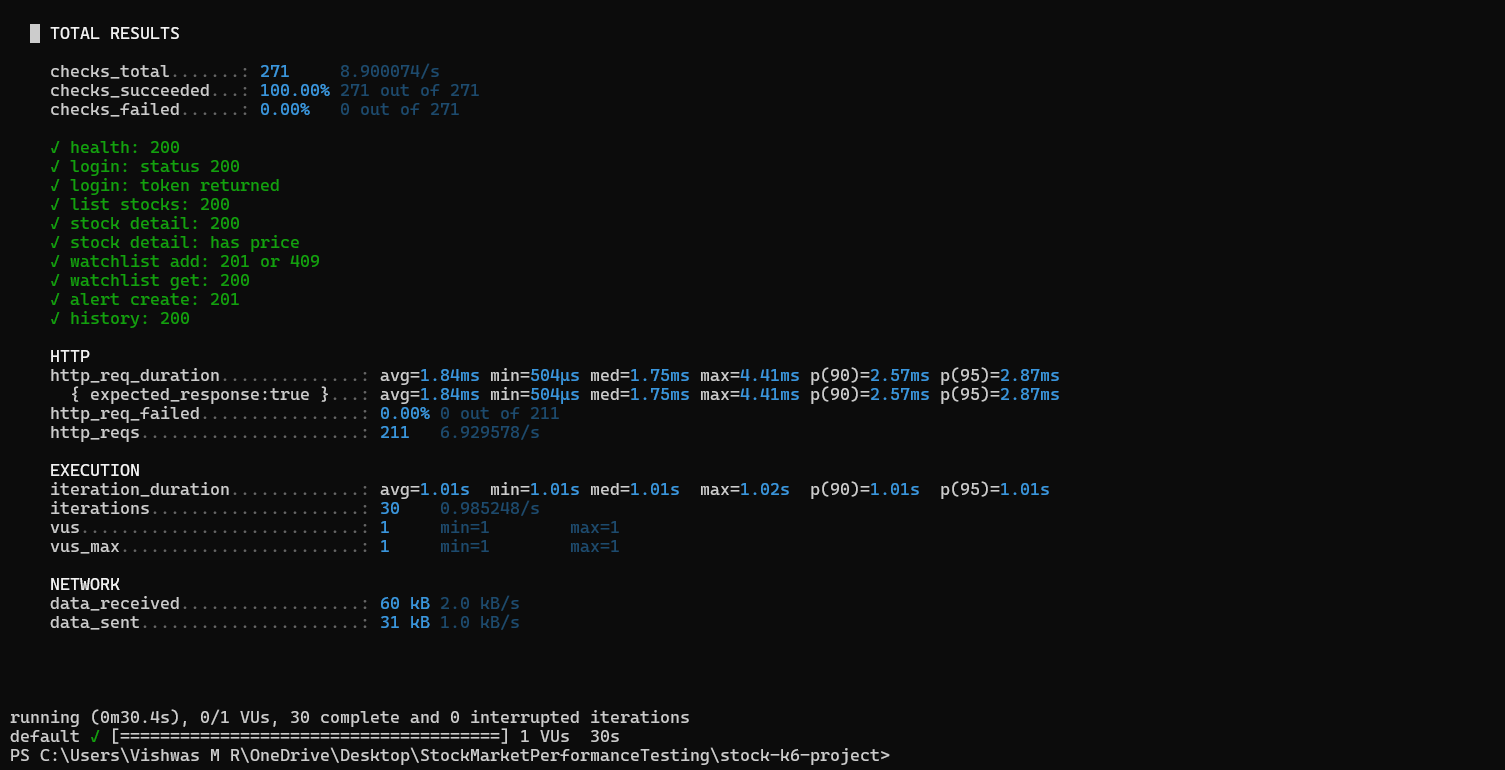 TOTAL RESULTS
checks_total.......: 271 8.900074/s
checks_succeeded...: 100.00% 271 out of 271
checks_failed......: 0.00% 0 out of 271
✓ health: 200
✓ login: status 200
✓ login: token returned
✓ list stocks: 200
✓ stock detail: 200
✓ stock detail: has price
✓ watchlist add: 201 or 409
✓ watchlist get: 200
✓ alert create: 201
✓ history: 200
HTTP
http_req_duration..............: avg=1.84ms min=504µs med=1.75ms max=4.41ms p(90)=2.57ms p(95)=2.87ms
{ expected_response:true }...: avg=1.84ms min=504µs med=1.75ms max=4.41ms p(90)=2.57ms p(95)=2.87ms
http_req_failed................: 0.00% 0 out of 211
http_reqs......................: 211 6.929578/s
EXECUTION
iteration_duration.............: avg=1.01s min=1.01s med=1.01s max=1.02s p(90)=1.01s p(95)=1.01s
iterations.....................: 30 0.985248/s
vus............................: 1 min=1 max=1
vus_max........................: 1 min=1 max=1
NETWORK
data_received..................: 60 kB 2.0 kB/s
data_sent......................: 31 kB 1.0 kB/s
running (0m30.4s), 0/1 VUs, 30 complete and 0 interrupted iterations
default ✓ [======================================] 1 VUs 30s
PS C:\Users\Vishwas M R\OneDrive\Desktop\StockMarketPerformanceTesting\stock-k6-project>